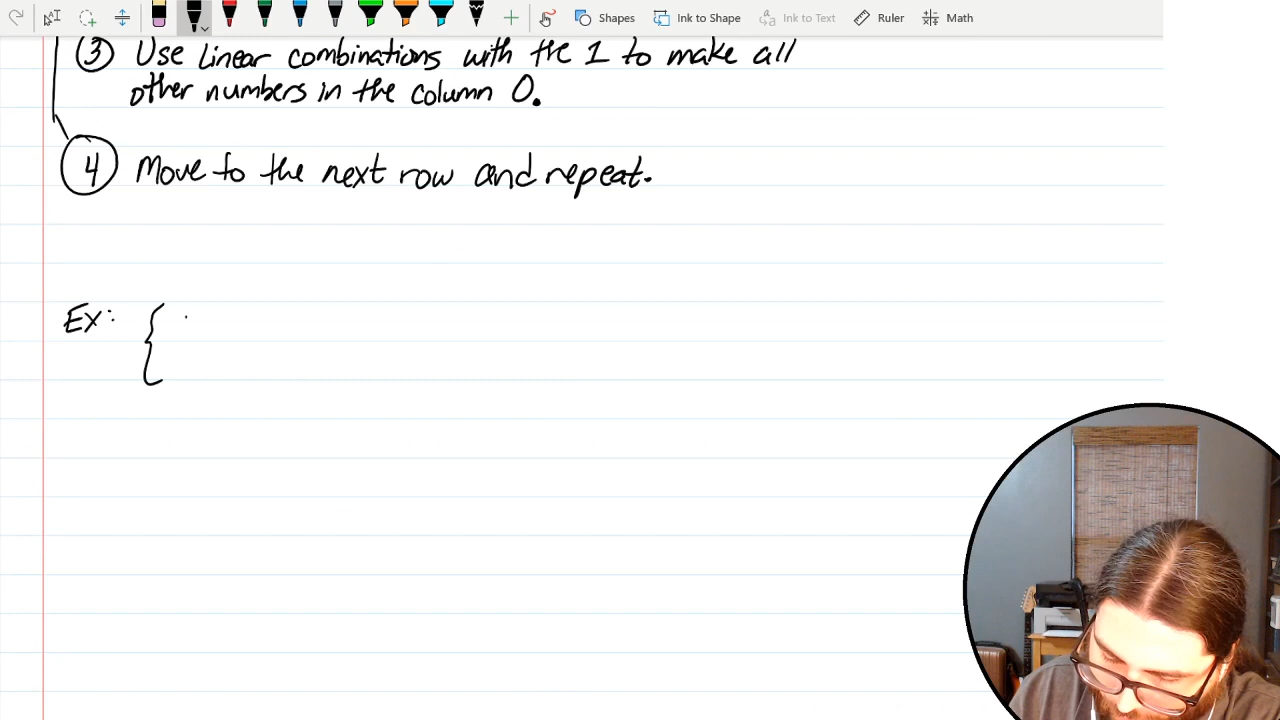 Shapes Ink to Shape Ink to Text Ruler Math
3 Use Linear combinations with the 1 to make all
other numbers in the column 0.
4 Move to the next row and repeat.
Ex: {